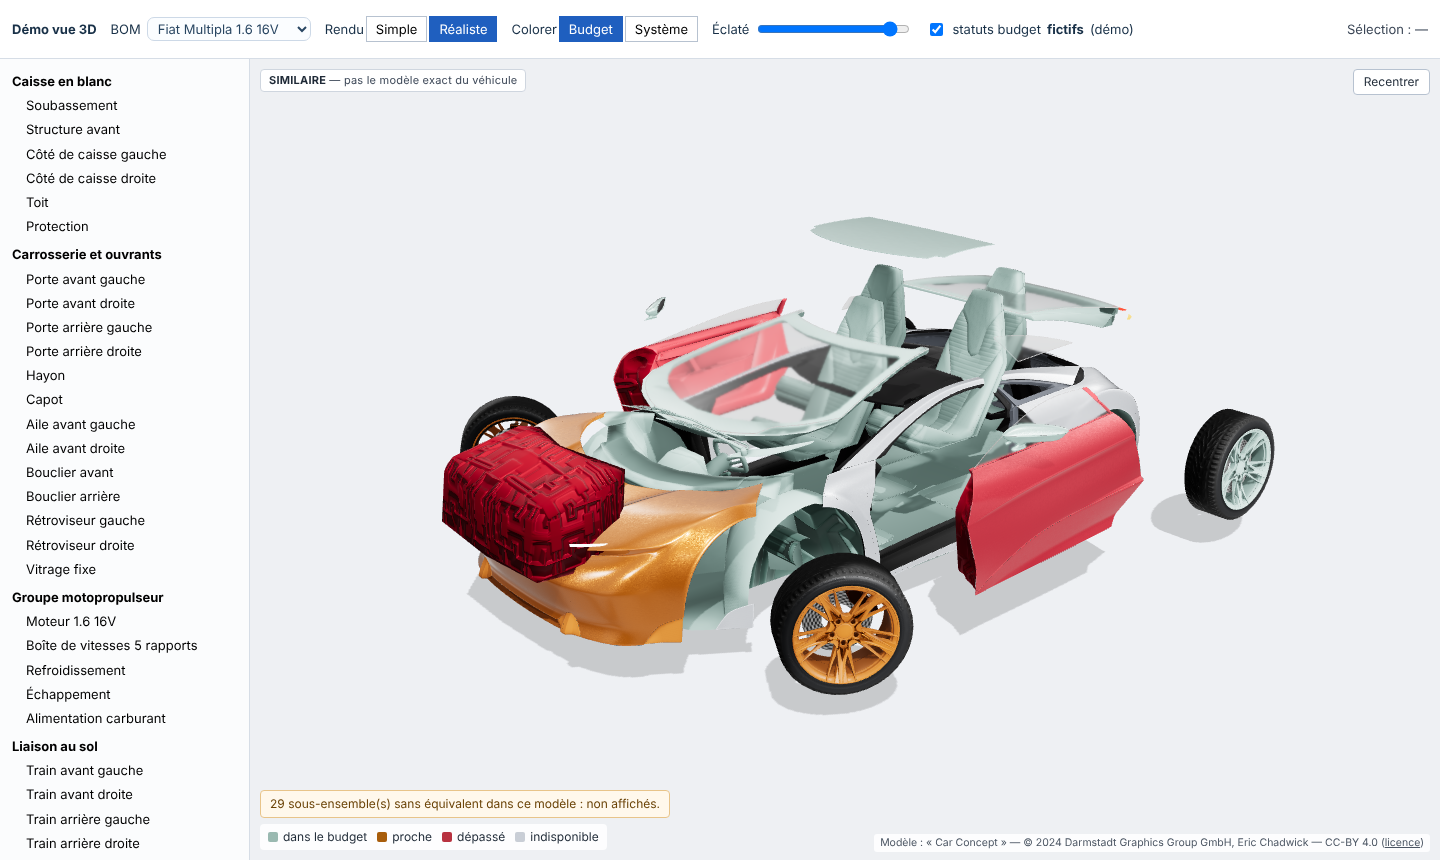 Démo vue 3D BOM Fiat Multipla 1.6 16V Rendu Simple Réaliste Colorer Budget Système Éclaté statuts budget fictifs (démo) Sélection : —
Caisse en blanc
Soubassement
Structure avant
Côté de caisse gauche
Côté de caisse droite
Toit
Protection
Carrosserie et ouvrants
Porte avant gauche
Porte avant droite
Porte arrière gauche
Porte arrière droite
Hayon
Capot
Aile avant gauche
Aile avant droite
Bouclier avant
Bouclier arrière
Rétroviseur gauche
Rétroviseur droite
Vitrage fixe
Groupe motopropulseur
Moteur 1.6 16V
Boîte de vitesses 5 rapports
Refroidissement
Échappement
Alimentation carburant
Liaison au sol
Train avant gauche
Train avant droite
Train arrière gauche
Train arrière droite
SIMILAIRE — pas le modèle exact du véhicule
Recentrer
29 sous-ensemble(s) sans équivalent dans ce modèle : non affichés.
dans le budget proche dépassé indisponible
Modèle : « Car Concept » — © 2024 Darmstadt Graphics Group GmbH, Eric Chadwick — CC-BY 4.0 (licence)